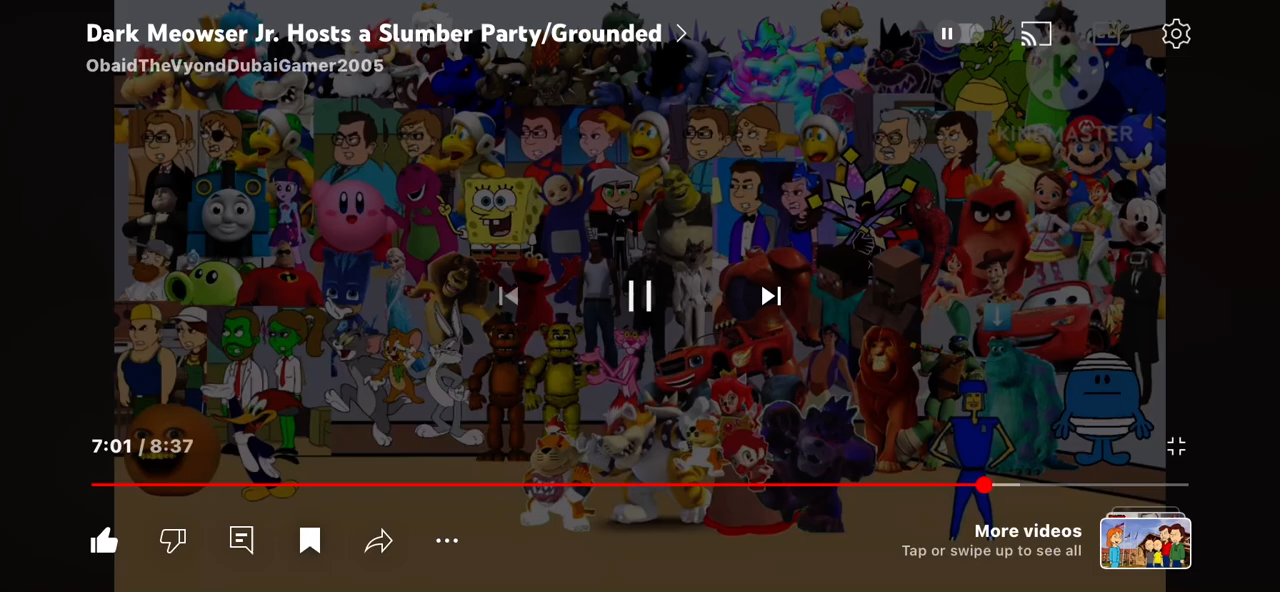 Dark Meowser Jr. Hosts a Slumber Party/Grounded
ObaidTheVyondDubaiGamer2005
K
KINEMASTER
7:01 / 8:37
More videos
Tap or swipe up to see all